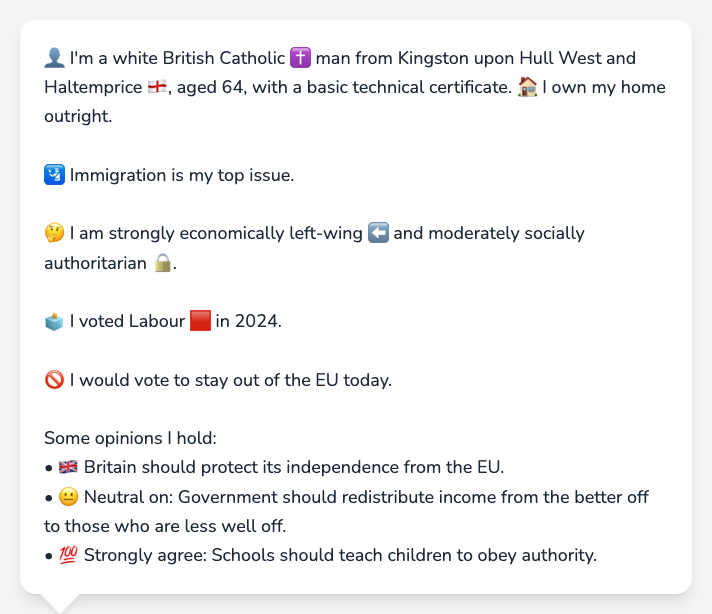 👤 I'm a white British Catholic ✝️ man from Kingston upon Hull West and
Haltemprice 🏴󠁧󠁢󠁥󠁮󠁧󠁿, aged 64, with a basic technical certificate. 🏠 I own my home
outright.
🛂 Immigration is my top issue.
🤔 I am strongly economically left-wing ⬅️ and moderately socially
authoritarian 🔒.
🗳️ I voted Labour 🟥 in 2024.
🚫 I would vote to stay out of the EU today.
Some opinions I hold:
• 🇬🇧 Britain should protect its independence from the EU.
• 😐 Neutral on: Government should redistribute income from the better off
to those who are less well off.
• 💯 Strongly agree: Schools should teach children to obey authority.